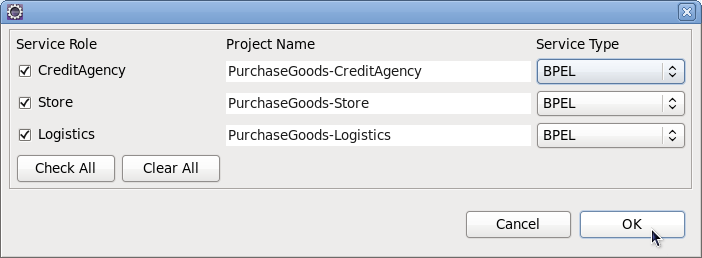 Service Role Project Name Service Type
CreditAgency PurchaseGoods-CreditAgency BPEL
Store PurchaseGoods-Store BPEL
Logistics PurchaseGoods-Logistics BPEL
Check All Clear All
Cancel OK